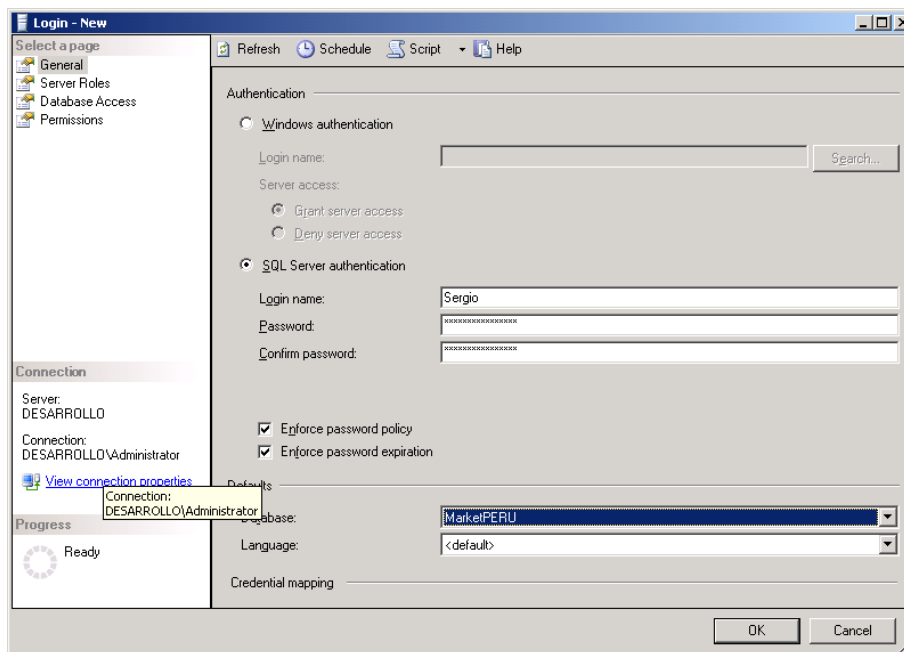 Login - New
Select a page
General
Server Roles
Database Access
Permissions
Refresh Schedule Script Help
Authentication
Windows authentication
Login name:
Search...
Server access:
Grant server access
Deny server access
SQL Server authentication
Login name: Sergio
Password: ***************
Confirm password: ***************
Enforce password policy
Enforce password expiration
Connection
Server:
DESARROLLO
Connection:
DESARROLLO\Administrator
View connection properties
Connection:
DESARROLLO\Administrator
Progress
Ready
Defaults
Database: MarketPERU
Language: <default>
Credential mapping
OK Cancel